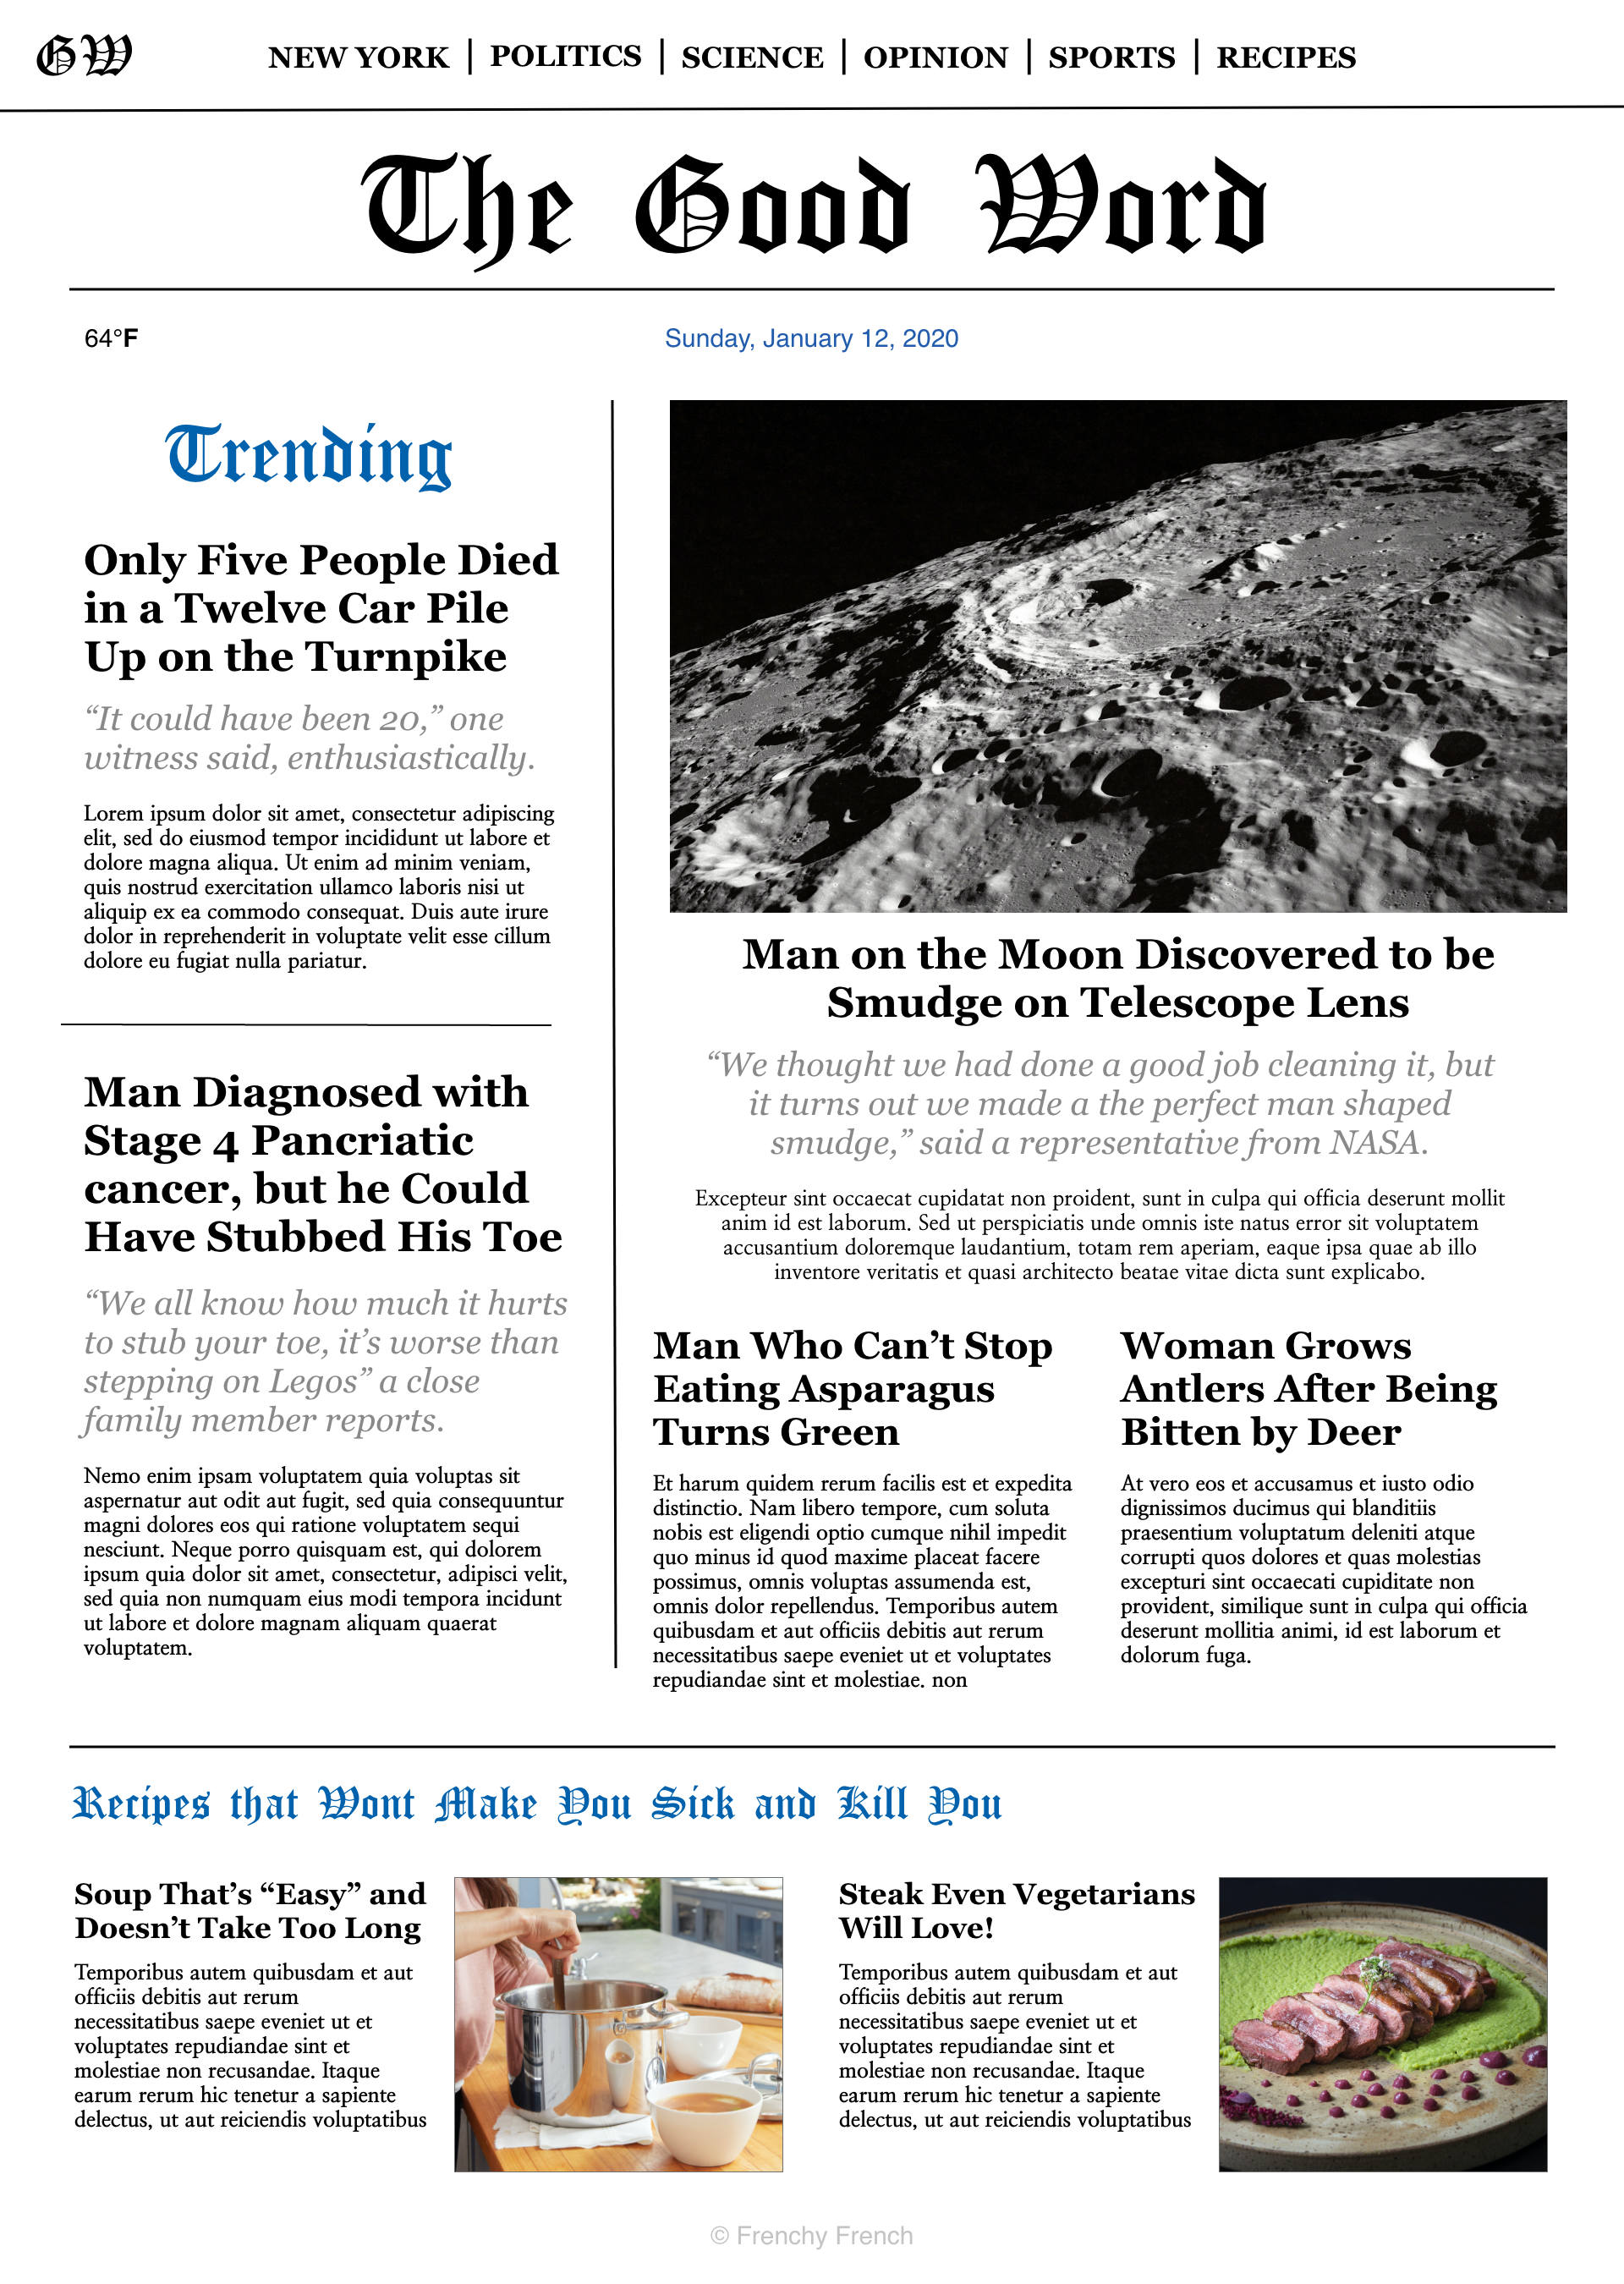 GW
NEW YORK | POLITICS | SCIENCE | OPINION | SPORTS | RECIPES
The Good Word
64°F
Sunday, January 12, 2020
Trending
Only Five People Died
in a Twelve Car Pile
Up on the Turnpike
“It could have been 20,” one
witness said, enthusiastically.
Lorem ipsum dolor sit amet, consectetur adipiscing
elit, sed do eiusmod tempor incididunt ut labore et
dolore magna aliqua. Ut enim ad minim veniam,
quis nostrud exercitation ullamco laboris nisi ut
aliquip ex ea commodo consequat. Duis aute irure
dolor in reprehenderit in voluptate velit esse cillum
dolore eu fugiat nulla pariatur.
Man Diagnosed with
Stage 4 Pancriatic
cancer, but he Could
Have Stubbed His Toe
“We all know how much it hurts
to stub your toe, it’s worse than
stepping on Legos” a close
family member reports.
Nemo enim ipsam voluptatem quia voluptas sit
aspernatur aut odit aut fugit, sed quia consequuntur
magni dolores eos qui ratione voluptatem sequi
nesciunt. Neque porro quisquam est, qui dolorem
ipsum quia dolor sit amet, consectetur, adipisci velit,
sed quia non numquam eius modi tempora incidunt
ut labore et dolore magnam aliquam quaerat
voluptatem.
Man on the Moon Discovered to be
Smudge on Telescope Lens
“We thought we had done a good job cleaning it, but
it turns out we made a the perfect man shaped
smudge,” said a representative from NASA.
Excepteur sint occaecat cupidatat non proident, sunt in culpa qui officia deserunt mollit
anim id est laborum. Sed ut perspiciatis unde omnis iste natus error sit voluptatem
accusantium doloremque laudantium, totam rem aperiam, eaque ipsa quae ab illo
inventore veritatis et quasi architecto beatae vitae dicta sunt explicabo.
Man Who Can’t Stop
Eating Asparagus
Turns Green
Et harum quidem rerum facilis est et expedita
distinctio. Nam libero tempore, cum soluta
nobis est eligendi optio cumque nihil impedit
quo minus id quod maxime placeat facere
possimus, omnis voluptas assumenda est,
omnis dolor repellendus. Temporibus autem
quibusdam et aut officiis debitis aut rerum
necessitatibus saepe eveniet ut et voluptates
repudiandae sint et molestiae. non
Woman Grows
Antlers After Being
Bitten by Deer
At vero eos et accusamus et iusto odio
dignissimos ducimus qui blanditiis
praesentium voluptatum deleniti atque
corrupti quos dolores et quas molestias
excepturi sint occaecati cupiditate non
provident, similique sunt in culpa qui officia
deserunt mollitia animi, id est laborum et
dolorum fuga.
Recipes that Wont Make You Sick and Kill You
Soup That’s “Easy” and
Doesn’t Take Too Long
Temporibus autem quibusdam et aut
officiis debitis aut rerum
necessitatibus saepe eveniet ut et
voluptates repudiandae sint et
molestiae non recusandae. Itaque
earum rerum hic tenetur a sapiente
delectus, ut aut reiciendis voluptatibus
Steak Even Vegetarians
Will Love!
Temporibus autem quibusdam et aut
officiis debitis aut rerum
necessitatibus saepe eveniet ut et
voluptates repudiandae sint et
molestiae non recusandae. Itaque
earum rerum hic tenetur a sapiente
delectus, ut aut reiciendis voluptatibus
© Frenchy French